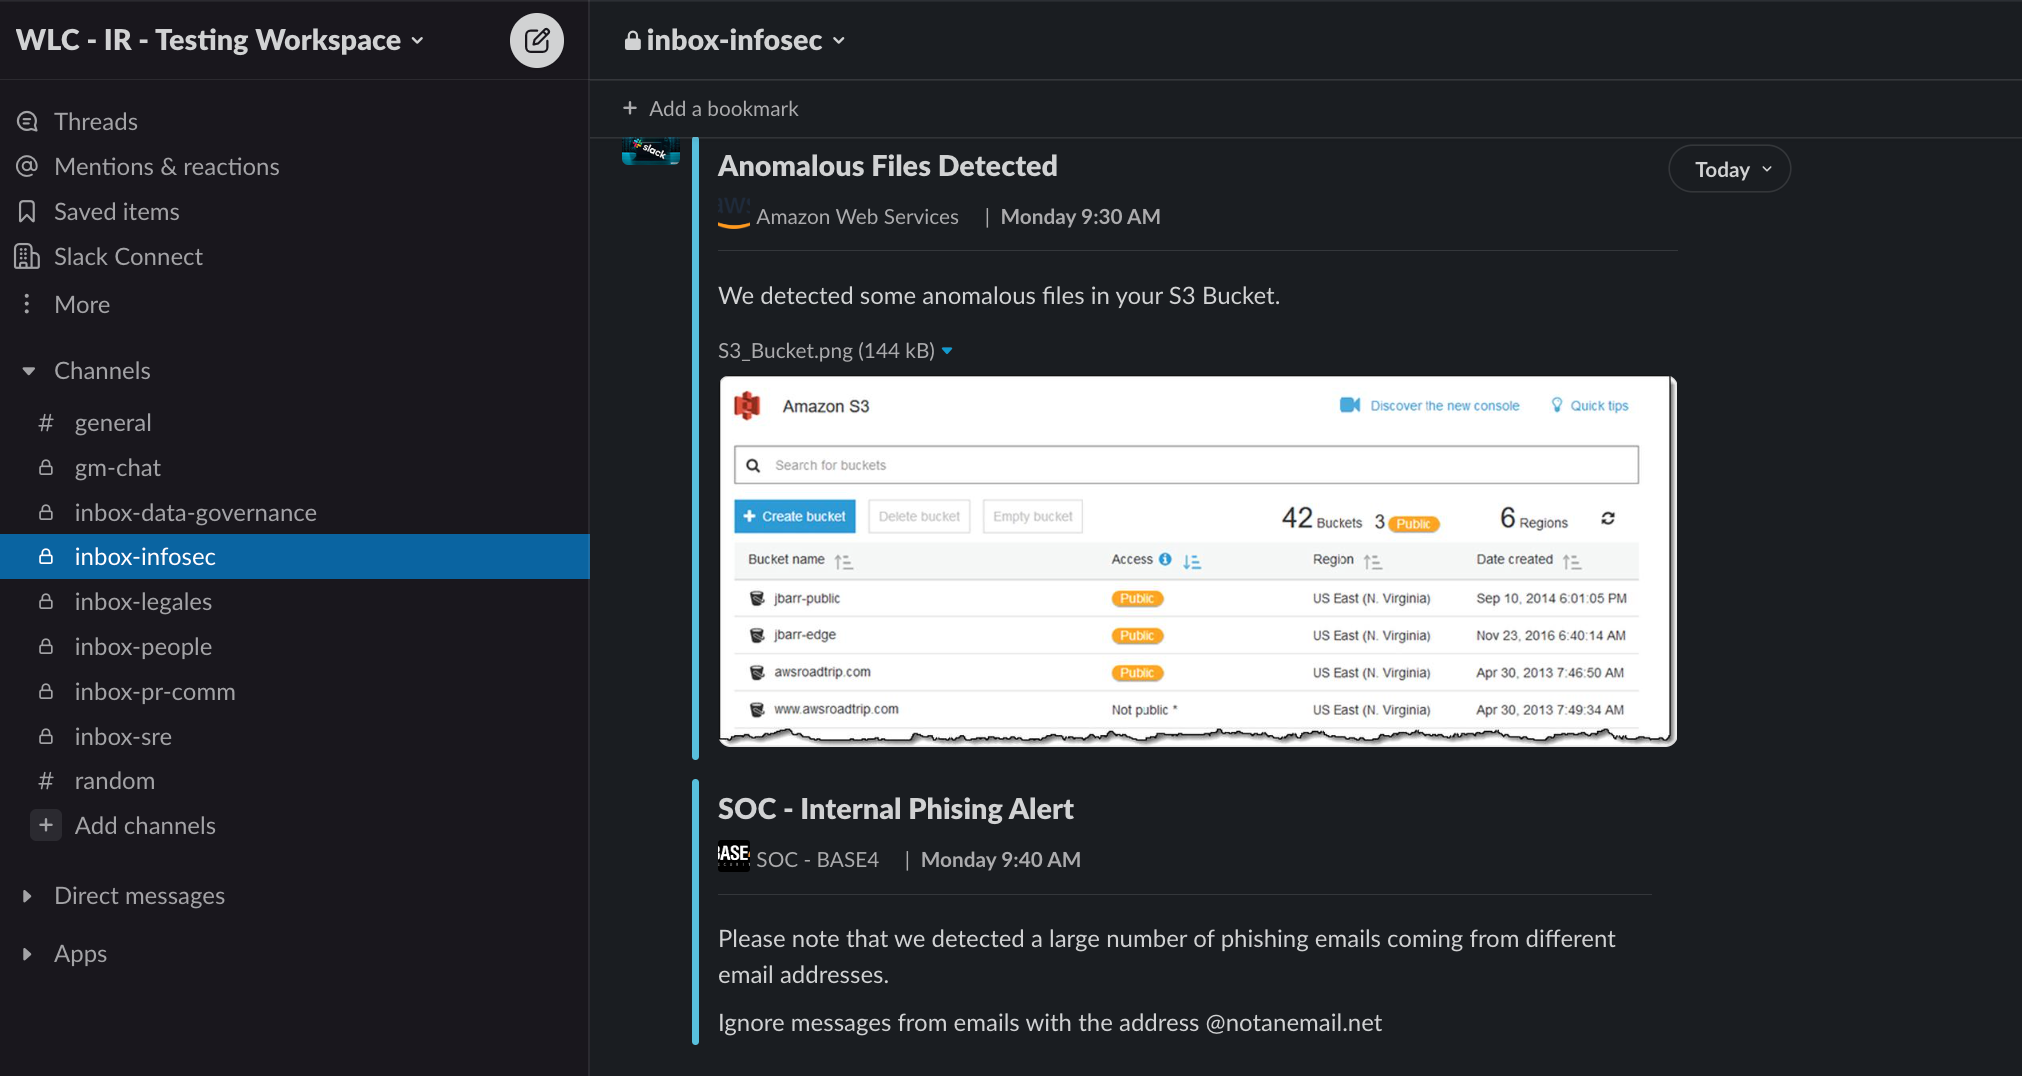 WLC - IR - Testing Workspace
Threads
Mentions & reactions
Saved items
Slack Connect
More
Channels
# general
gm-chat
inbox-data-governance
inbox-infosec
inbox-legales
inbox-people
inbox-pr-comm
inbox-sre
# random
+ Add channels
Direct messages
Apps
inbox-infosec
+ Add a bookmark
slack
Anomalous Files Detected
Today
aws Amazon Web Services | Monday 9:30 AM
We detected some anomalous files in your S3 Bucket.
S3_Bucket.png (144 kB)
Amazon S3 Discover the new console Quick tips
Search for buckets
+ Create bucket Delete bucket Empty bucket 42 Buckets 3 Public 6 Regions
Bucket name Access Region Date created
jbarr-public Public US East (N. Virginia) Sep 10, 2014 6:01:05 PM
jbarr-edge Public US East (N. Virginia) Nov 23, 2016 6:40:14 AM
awsroadtrip.com Public US East (N. Virginia) Apr 30, 2013 7:46:50 AM
www.awsroadtrip.com Not public * US East (N. Virginia) Apr 30, 2013 7:49:34 AM
SOC - Internal Phising Alert
BASE4 SOC - BASE4 | Monday 9:40 AM
Please note that we detected a large number of phishing emails coming from different
email addresses.
Ignore messages from emails with the address @notanemail.net